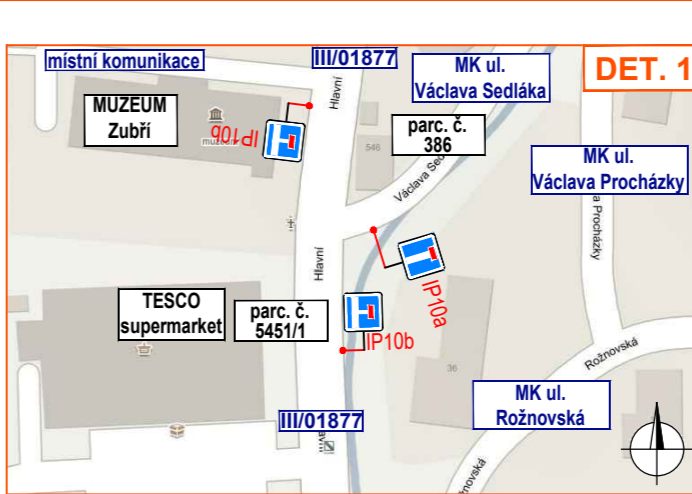 místní komunikace
III/01877
MK ul.
Václava Sedláka
DET. 1
MUZEUM
Zubří
muzeum
IP10b
Hlavní
parc. č.
386
546
Václava Sed
MK ul.
Václava Procházky
a Procházky
Hlavní
TESCO
supermarket
parc. č.
5451/1
IP10b
IP10a
Rožnovská
36
MK ul.
Rožnovská
III/01877
novská